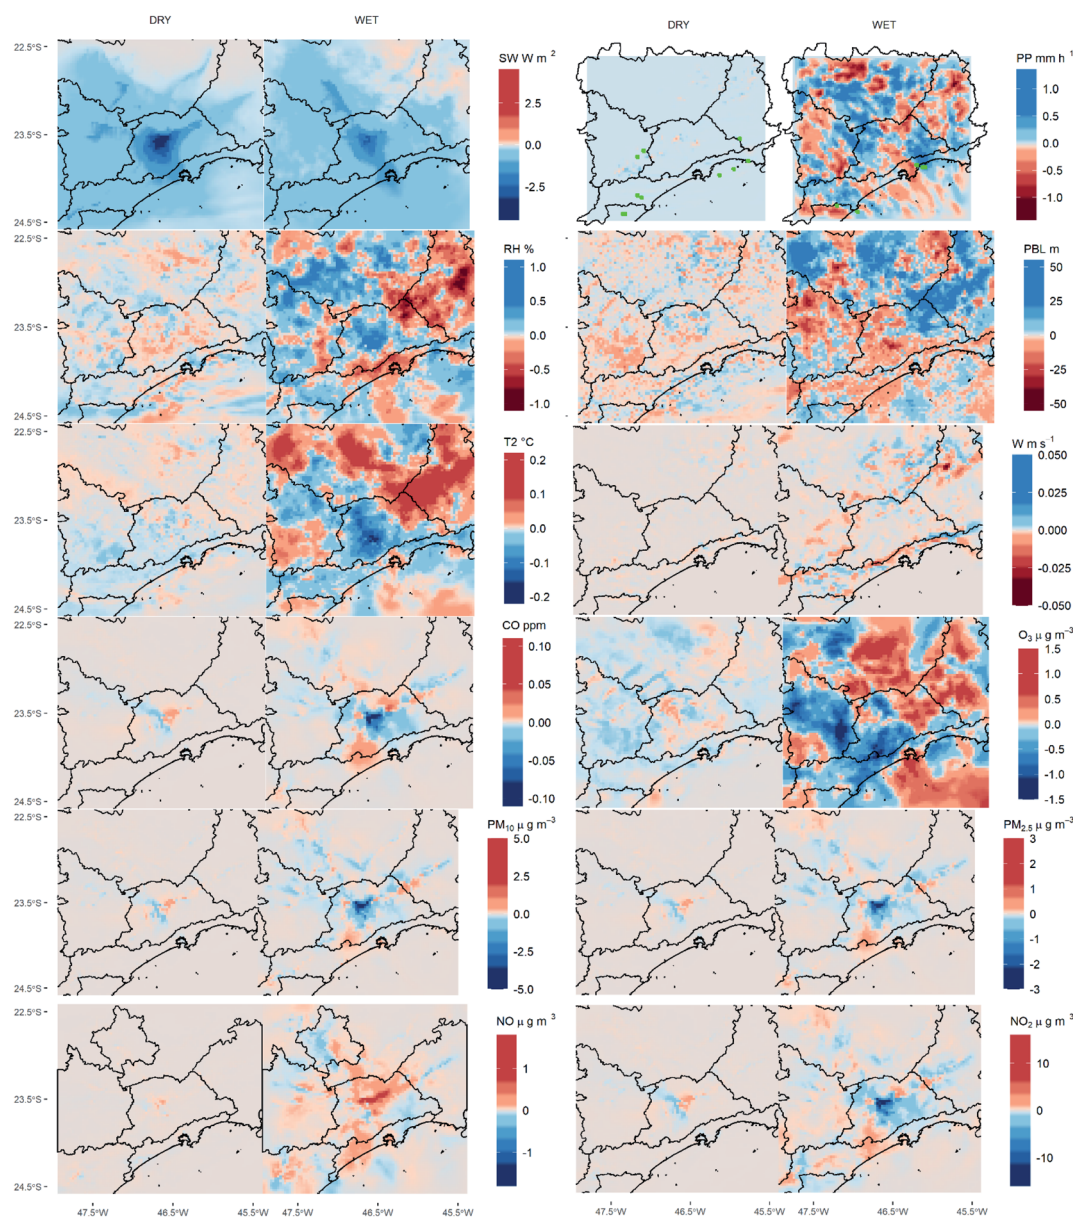 DRY WET
DRY WET
22.5°S
23.5°S
24.5°S
SW W m 2
2.5
0.0
-2.5
PP mm h 1
1.0
0.5
0.0
-0.5
-1.0
22.5°S
23.5°S
24.5°S
RH %
1.0
0.5
0.0
-0.5
-1.0
PBL m
50
25
0
-25
-50
22.5°S
23.5°S
24.5°S
T2 °C
0.2
0.1
0.0
-0.1
-0.2
W m s⁻¹
0.050
0.025
0.000
-0.025
-0.050
22.5°S
23.5°S
24.5°S
CO ppm
0.10
0.05
0.00
-0.05
-0.10
O₃ μ g m⁻³
1.5
1.0
0.5
0.0
-0.5
-1.0
-1.5
22.5°S
23.5°S
24.5°S
PM₁₀ μ g m⁻³
5.0
2.5
0.0
-2.5
-5.0
PM₂.₅ μ g m⁻³
3
2
1
0
-1
-2
-3
22.5°S
23.5°S
24.5°S
NO μ g m 3
1
0
-1
NO₂ μ g m 3
10
0
-10
47.5°W 46.5°W 47.5°W 46.5°W 45.5°W
47.5°W 46.5°W 45.5°W 47.5°W 46.5°W 45.5°W